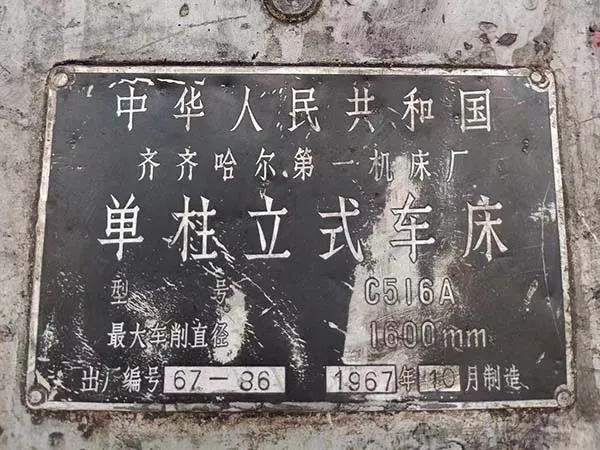 中华人民共和国
齐齐哈尔第一机床厂
单柱立式车床
型号 C516A
最大车削直径 1600mm
出厂编号 67-86 1967年10月制造